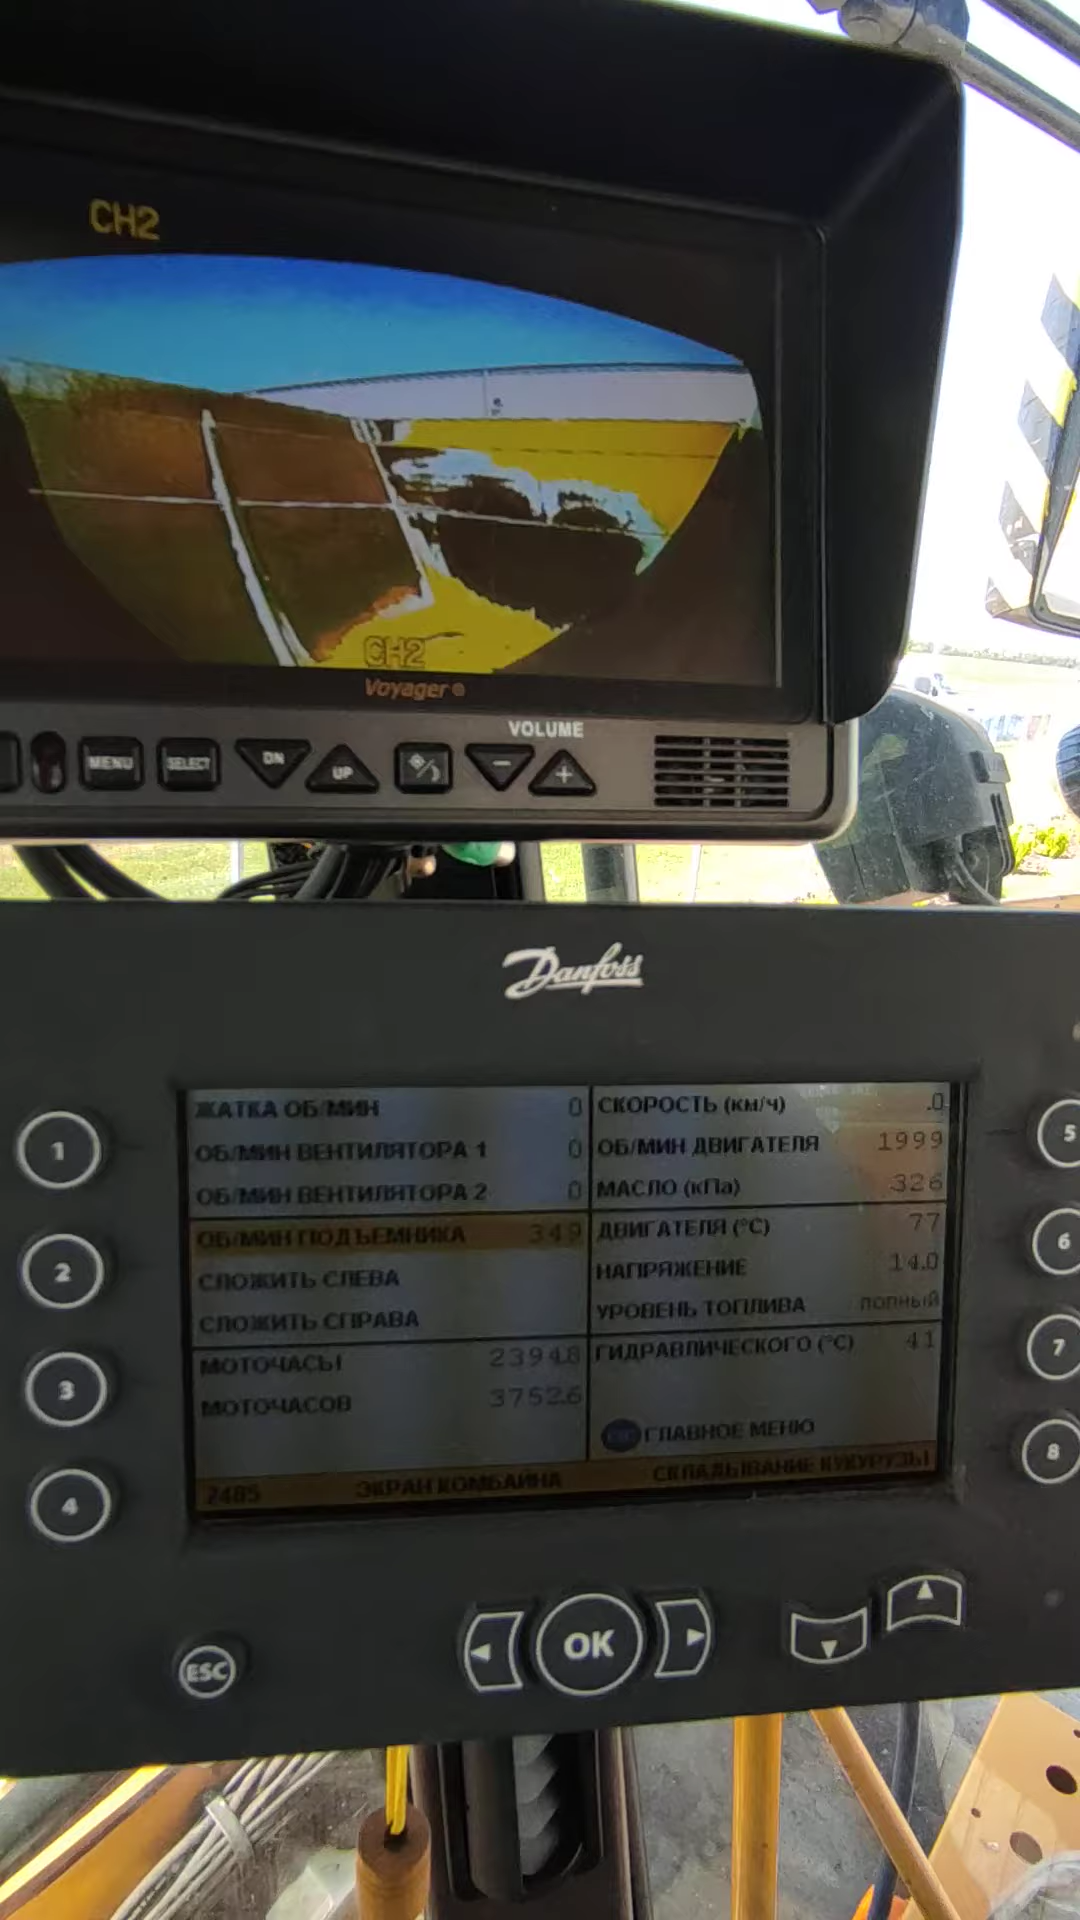 CH2
CH2
Voyager
VOLUME
MENU
SELECT
DN
UP
Danfoss
ЖАТКА ОБ/МИН 0
ОБ/МИН ВЕНТИЛЯТОРА 1 0
ОБ/МИН ВЕНТИЛЯТОРА 2 0
ОБ/МИН ПОДЪЕМНИКА 349
СЛОЖИТЬ СЛЕВА
СЛОЖИТЬ СПРАВА
МОТОЧАСЫ 2394.8
МОТОЧАСОВ 3752.6
СКОРОСТЬ (км/ч) .0
ОБ/МИН ДВИГАТЕЛЯ 1999
МАСЛО (кПа) 326
ДВИГАТЕЛЯ (°C) 77
НАПРЯЖЕНИЕ 14.0
УРОВЕНЬ ТОПЛИВА полный
ГИДРАВЛИЧЕСКОГО (°C) 41
ГЛАВНОЕ МЕНЮ
2485 ЭКРАН КОМБАЙНА СКЛАДЫВАНИЕ КУКУРУЗЫ
1
2
3
4
5
6
7
8
ESC
OK